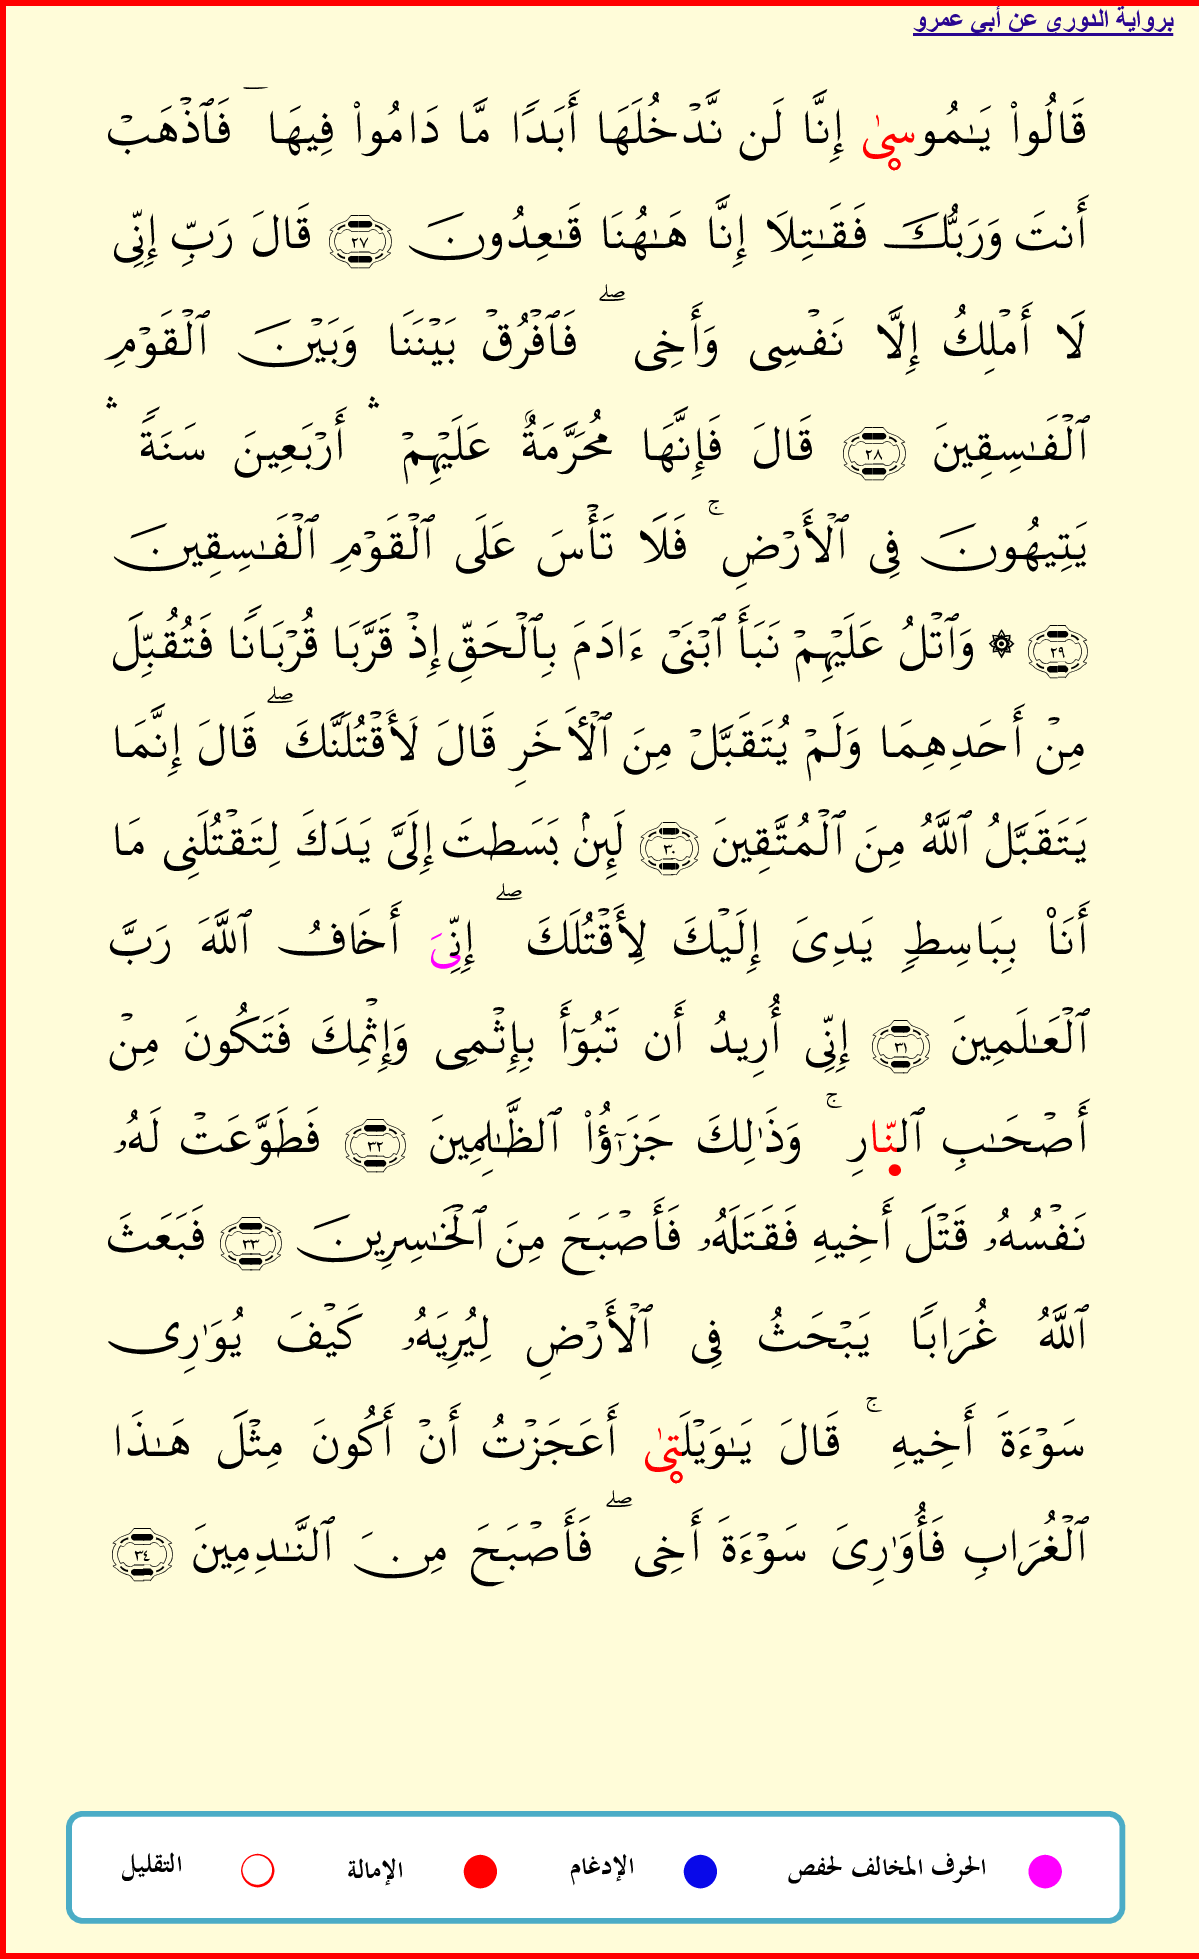 برواية الدوري عن أبي عمرو
قَالُوا۟ يَـٰمُوسىٰ إِنَّا لَن نَّدۡخُلَهَا أَبَدًا مَّا دَامُوا۟ فِيهَا فَٱذۡهَبۡ
أَنتَ وَرَبُّكَ فَقَـٰتِلَا إِنَّا هَـٰهُنَا قَـٰعِدُونَ ٢٧ قَالَ رَبِّ إِنِّى
لَا أَمۡلِكُ إِلَّا نَفۡسِى وَأَخِى ۖ فَٱفۡرُقۡ بَيۡنَنَا وَبَيۡنَ ٱلۡقَوۡمِ
ٱلۡفَـٰسِقِينَ ٢٨ قَالَ فَإِنَّهَا مُحَرَّمَةٌ عَلَيۡهِمۡ ۛ أَرۡبَعِينَ سَنَةً ۛ
يَتِيهُونَ فِى ٱلۡأَرۡضِ ۚ فَلَا تَأۡسَ عَلَى ٱلۡقَوۡمِ ٱلۡفَـٰسِقِينَ
٢٩ ۞ وَٱتۡلُ عَلَيۡهِمۡ نَبَأَ ٱبۡنَىۡ ءَادَمَ بِٱلۡحَقِّ إِذۡ قَرَّبَا قُرۡبَانًا فَتُقُبِّلَ
مِنۡ أَحَدِهِمَا وَلَمۡ يُتَقَبَّلۡ مِنَ ٱلۡأٓخَرِ قَالَ لَأَقۡتُلَنَّكَ ۖ قَالَ إِنَّمَا
يَتَقَبَّلُ ٱللَّهُ مِنَ ٱلۡمُتَّقِينَ ٣٠ لَئِنۢ بَسَطتَ إِلَىَّ يَدَكَ لِتَقۡتُلَنِى مَا
أَنَا۠ بِبَاسِطٍ يَدِىَ إِلَيۡكَ لِأَقۡتُلَكَ ۖ إِنِّىَ أَخَافُ ٱللَّهَ رَبَّ
ٱلۡعَـٰلَمِينَ ٣١ إِنِّى أُرِيدُ أَن تَبُوٓأَ بِإِثۡمِى وَإِثۡمِكَ فَتَكُونَ مِنۡ
أَصۡحَـٰبِ ٱلنّارِ ۚ وَذَٰلِكَ جَزَـٰٓؤُا۟ ٱلظَّـٰلِمِينَ ٣٢ فَطَوَّعَتۡ لَهُۥ
نَفۡسُهُۥ قَتۡلَ أَخِيهِ فَقَتَلَهُۥ فَأَصۡبَحَ مِنَ ٱلۡخَـٰسِرِينَ ٣٣ فَبَعَثَ
ٱللَّهُ غُرَابًا يَبۡحَثُ فِى ٱلۡأَرۡضِ لِيُرِيَهُۥ كَيۡفَ يُوَٰرِى
سَوۡءَةَ أَخِيهِ ۚ قَالَ يَـٰوَيۡلَتىٰ أَعَجَزۡتُ أَنۡ أَكُونَ مِثۡلَ هَـٰذَا
ٱلۡغُرَابِ فَأُوَٰرِىَ سَوۡءَةَ أَخِى ۖ فَأَصۡبَحَ مِنَ ٱلنَّـٰدِمِينَ ٣٤
الحرف المخالف لحفص الإدغام الإمالة التقليل